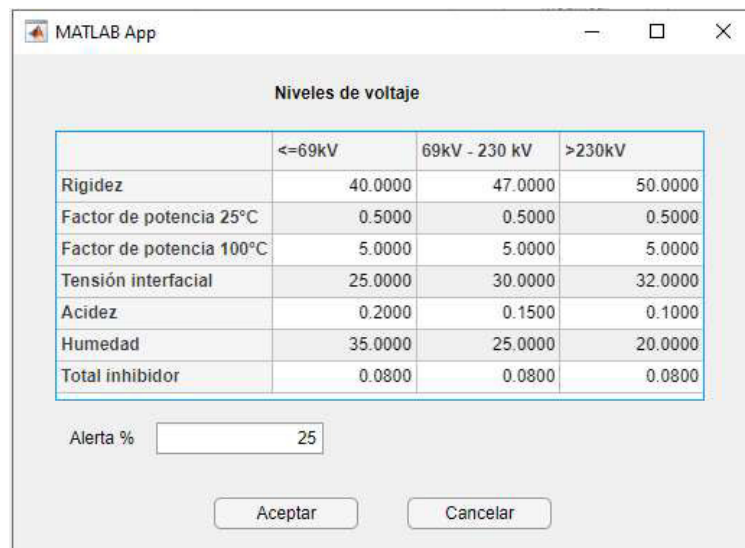 MATLAB App
Niveles de voltaje
<=69kV 69kV - 230 kV >230kV
Rigidez 40.0000 47.0000 50.0000
Factor de potencia 25°C 0.5000 0.5000 0.5000
Factor de potencia 100°C 5.0000 5.0000 5.0000
Tensión interfacial 25.0000 30.0000 32.0000
Acidez 0.2000 0.1500 0.1000
Humedad 35.0000 25.0000 20.0000
Total inhibidor 0.0800 0.0800 0.0800
Alerta % 25
Aceptar Cancelar